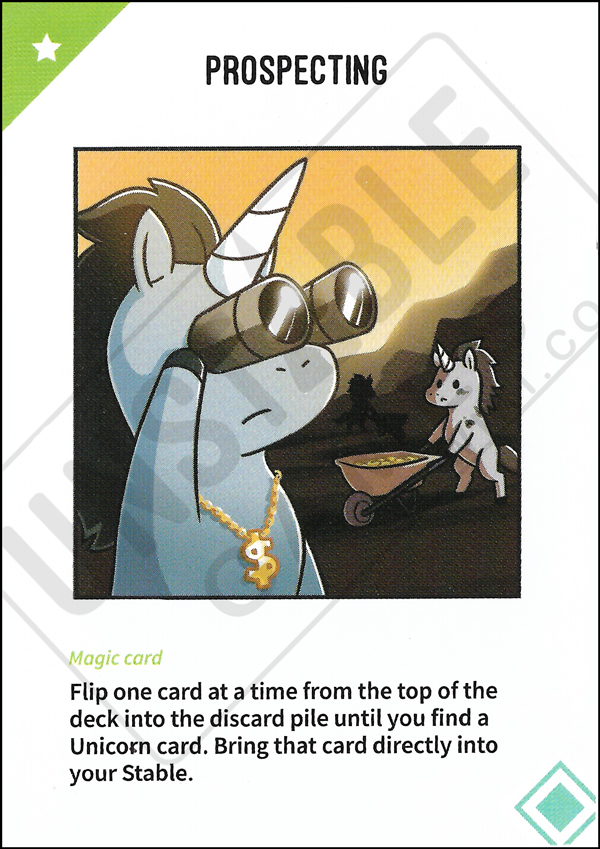 PROSPECTING
UNSTABLE
Magic card
Flip one card at a time from the top of the
deck into the discard pile until you find a
Unicorn card. Bring that card directly into
your Stable.